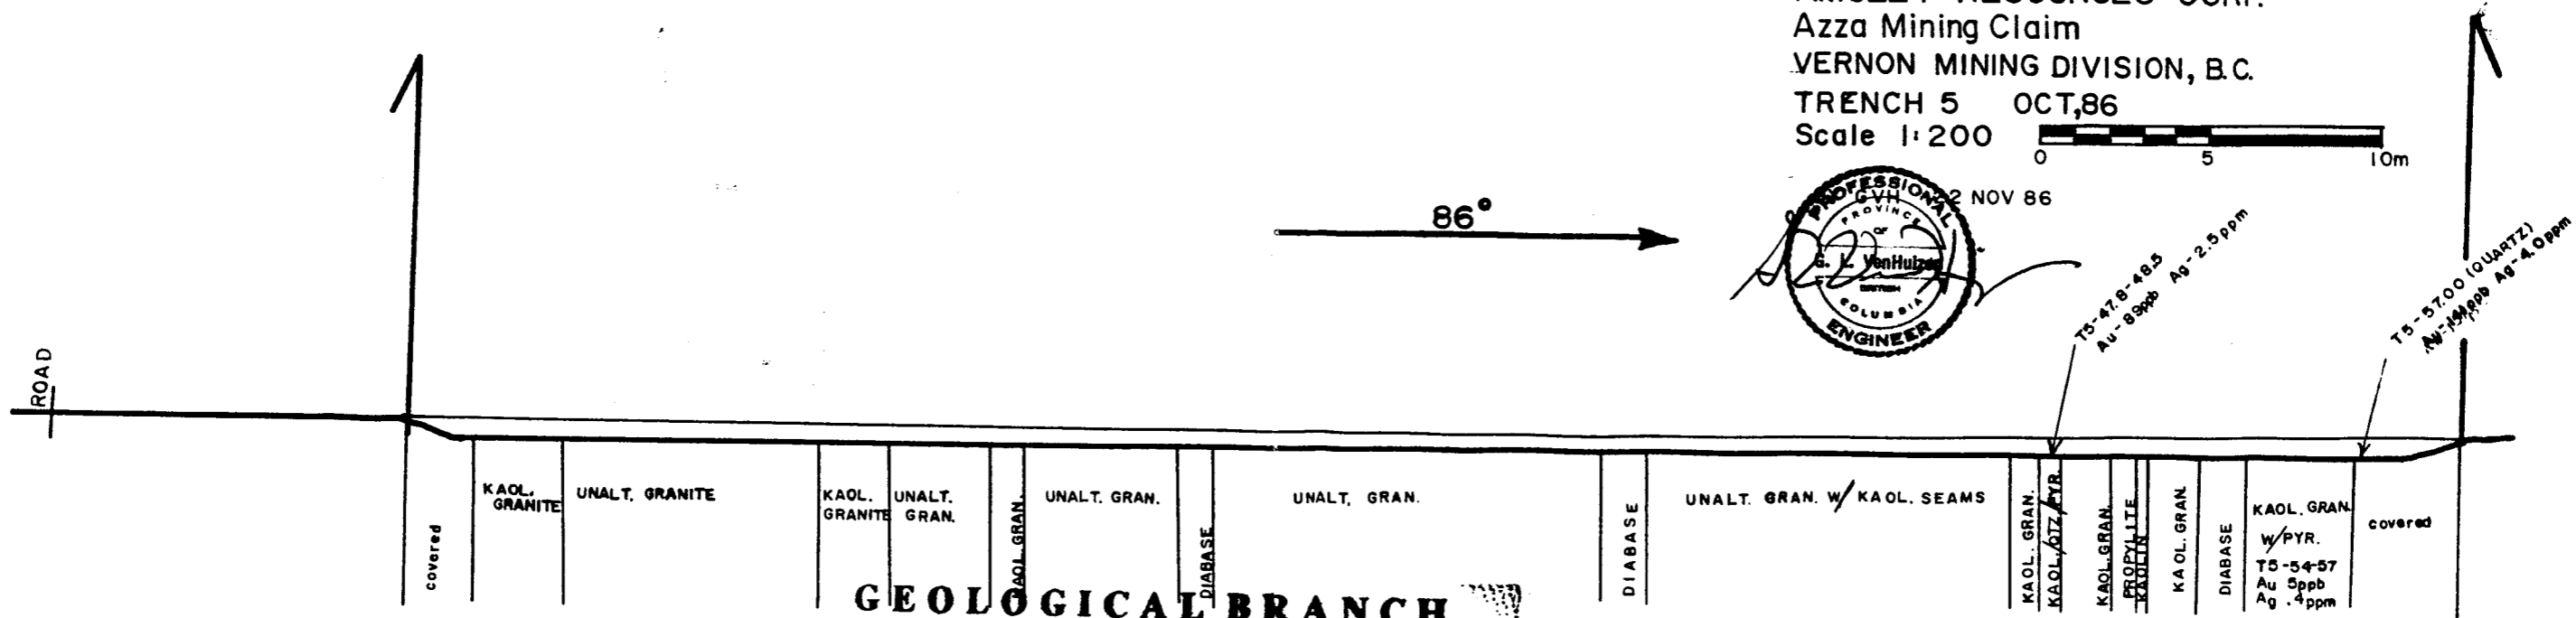 RESOURCES CORP.
Azza Mining Claim
VERNON MINING DIVISION, B.C.
TRENCH 5 OCT,86
Scale 1:200
0 5 10m
PROFESSIONAL
GVH 2 NOV 86
PROVINCE
OF
G. L. VenHuizen
BRITISH
COLUMBIA
ENGINEER
86°
T5-47.8-48.5
Au-89ppb Ag-2.5ppm
T5-57.00 (QUARTZ)
Ag-4.0ppm
ROAD
covered
KAOL.
GRANITE
UNALT. GRANITE
KAOL.
GRANITE
UNALT.
GRAN.
KAOL. GRAN.
UNALT. GRAN.
DIABASE
UNALT. GRAN.
DIABASE
UNALT. GRAN. W/ KAOL. SEAMS
KAOL. GRAN.
KAOL./QTZ/PYR.
KAOL. GRAN.
PROPYLITE
KAOLIN
KAOL. GRAN.
DIABASE
KAOL. GRAN.
W/PYR.
T5-54-57
Au 5ppb
Ag .4ppm
covered
GEOLOGICAL BRANCH